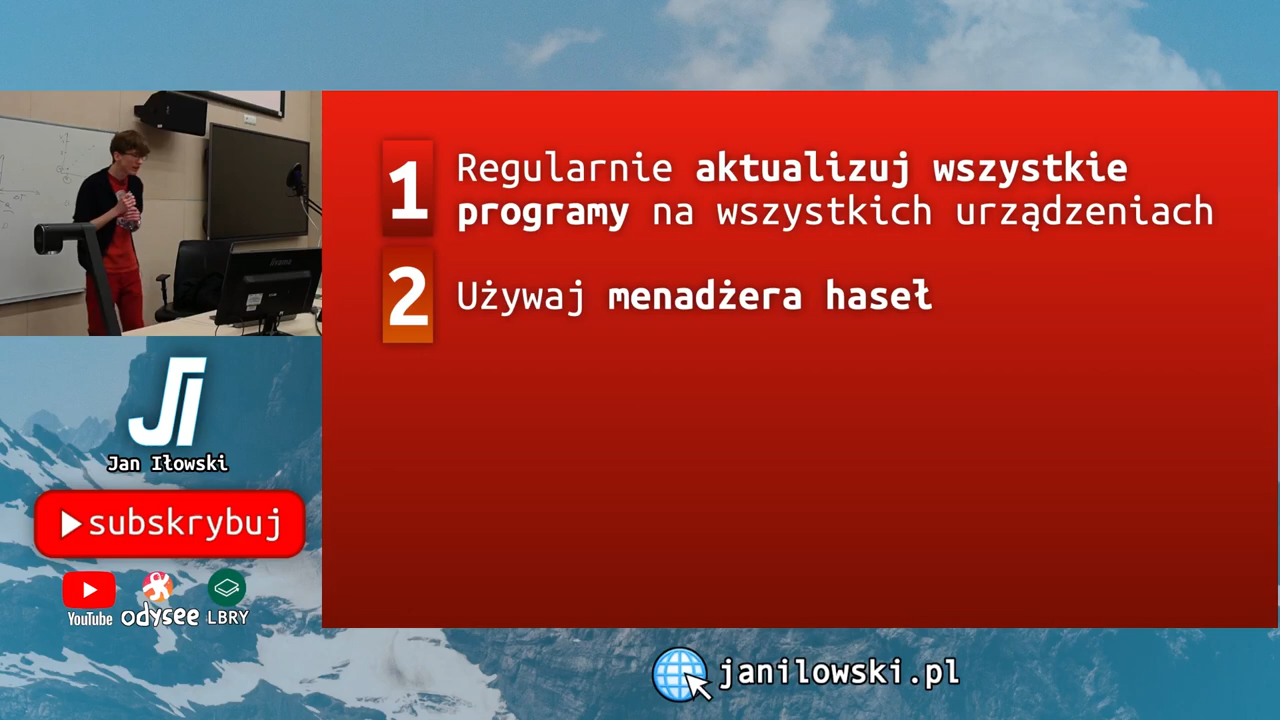 1 Regularnie aktualizuj wszystkie
programy na wszystkich urządzeniach
2 Używaj menadżera haseł
JI
Jan Iłowski
subskrybuj
YouTube odysee LBRY
janilowski.pl